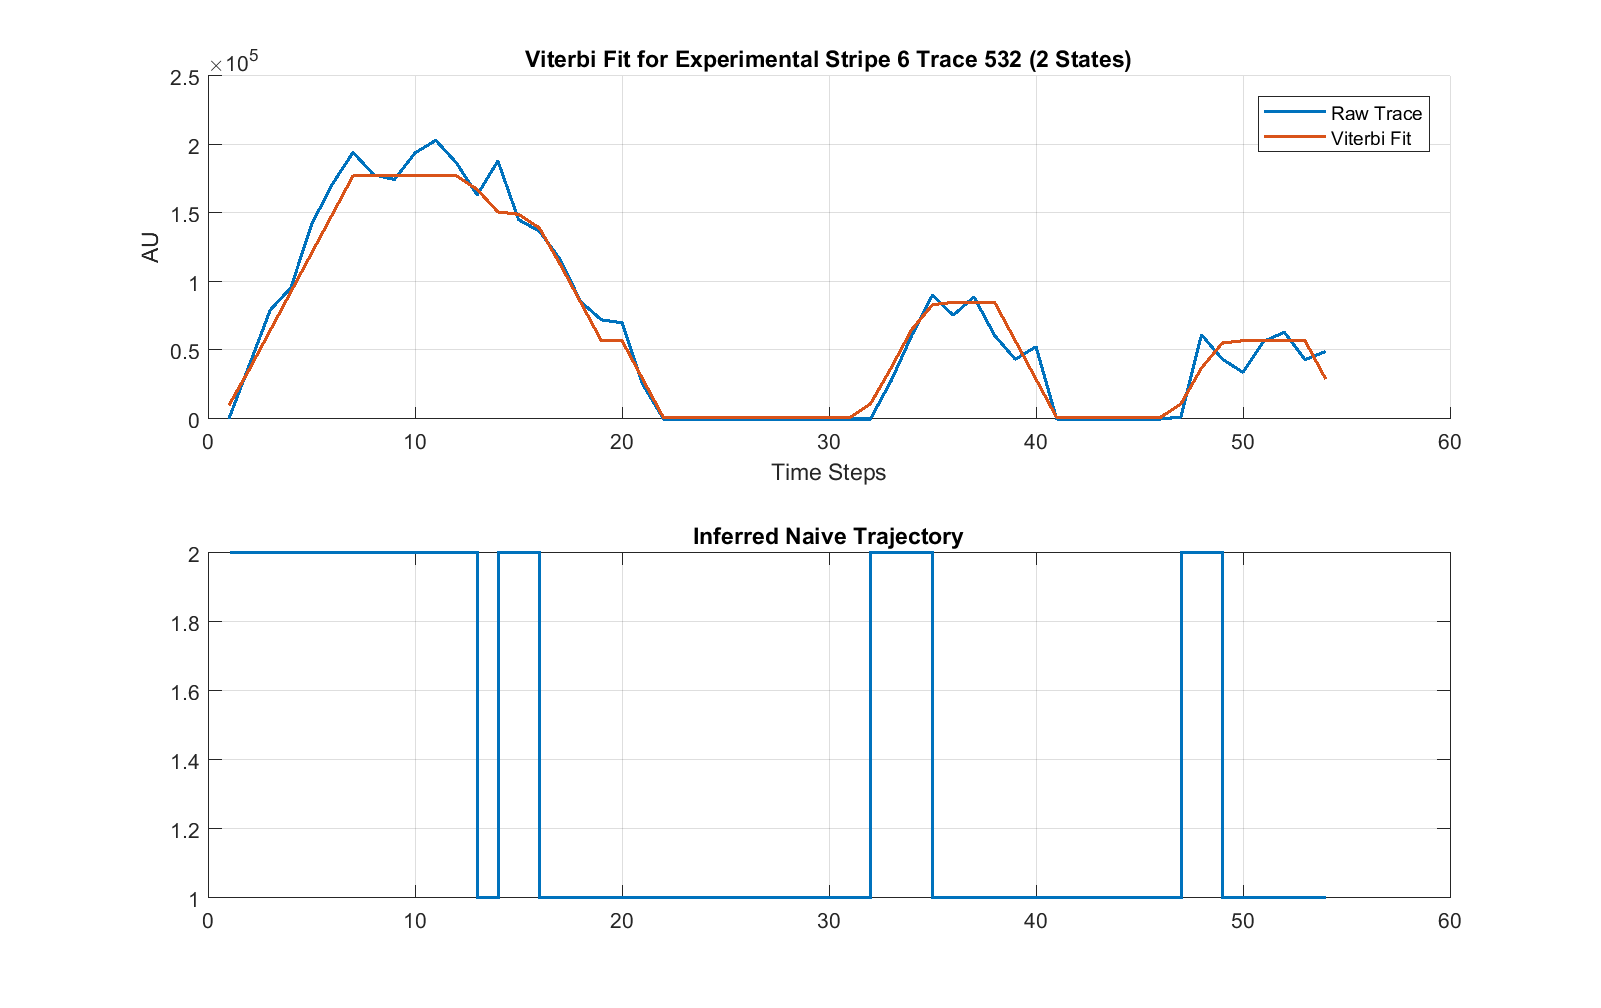 Viterbi Fit for Experimental Stripe 6 Trace 532 (2 States)
×10^5
2.5
2
1.5
1
0.5
0
AU
Raw Trace
Viterbi Fit
0 10 20 30 40 50 60
Time Steps
Inferred Naive Trajectory
2
1.8
1.6
1.4
1.2
1
0 10 20 30 40 50 60